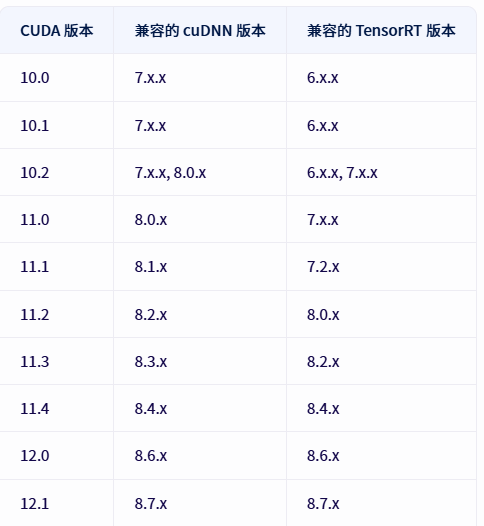 CUDA 版本 兼容的 cuDNN 版本 兼容的 TensorRT 版本
10.0 7.x.x 6.x.x
10.1 7.x.x 6.x.x
10.2 7.x.x, 8.0.x 6.x.x, 7.x.x
11.0 8.0.x 7.x.x
11.1 8.1.x 7.2.x
11.2 8.2.x 8.0.x
11.3 8.3.x 8.2.x
11.4 8.4.x 8.4.x
12.0 8.6.x 8.6.x
12.1 8.7.x 8.7.x